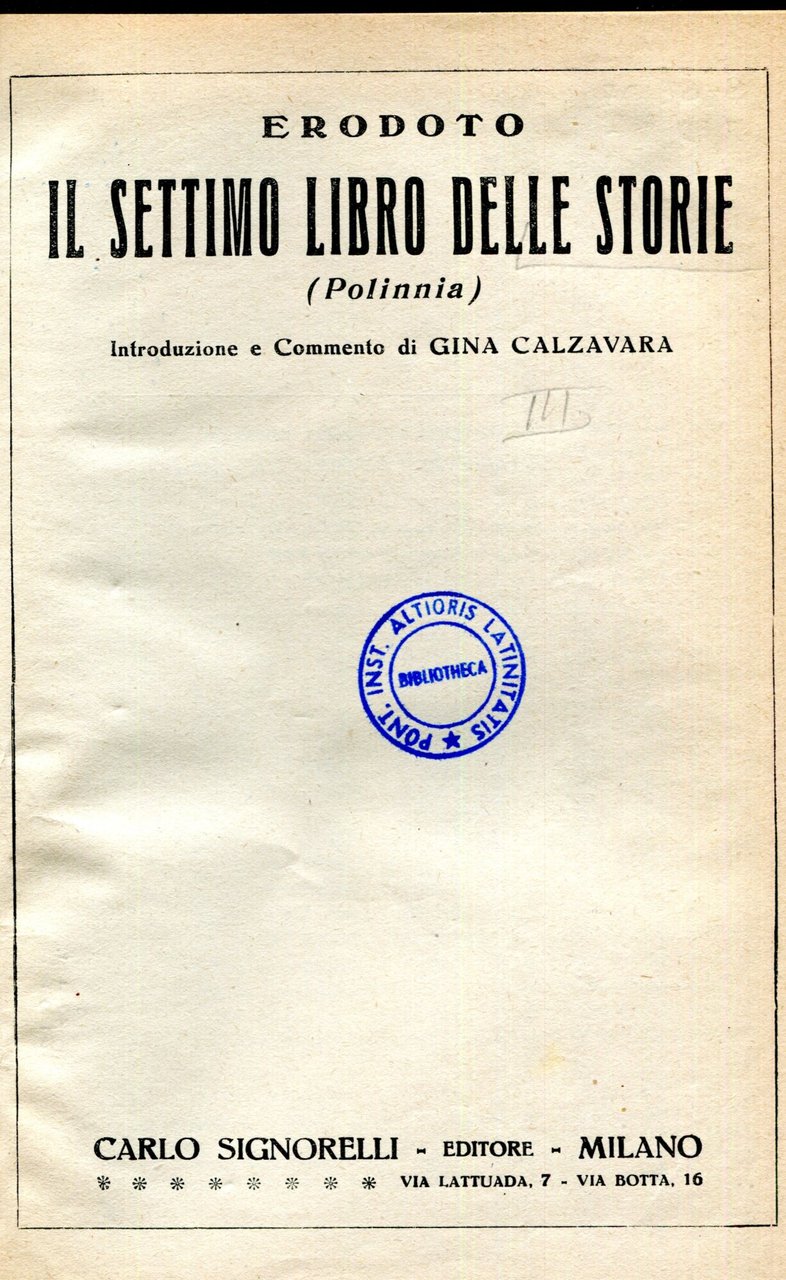 ERODOTO
IL SETTIMO LIBRO DELLE STORIE
(Polinnia)
Introduzione e Commento di GINA CALZAVARA
III
PONT. INST. ALTIORIS LATINITATIS ★
BIBLIOTHECA
CARLO SIGNORELLI - EDITORE - MILANO
VIA LATTUADA, 7 - VIA BOTTA, 16